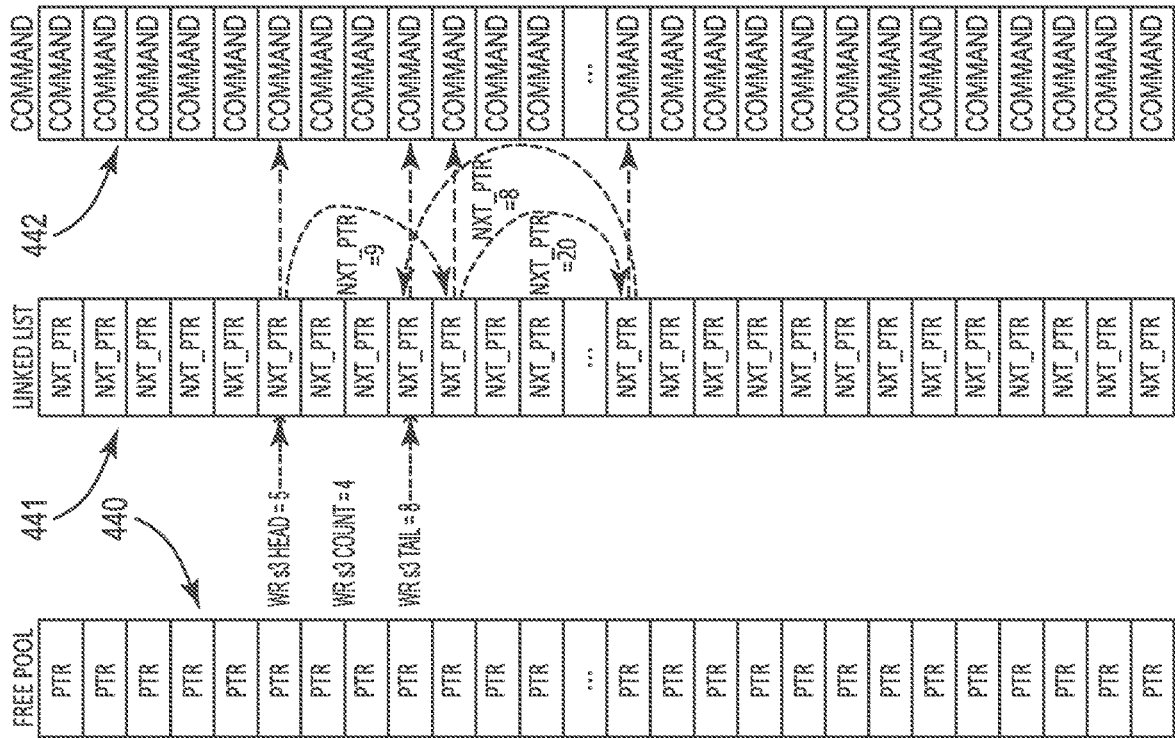 FREE POOL
PTR
PTR
PTR
PTR
PTR
PTR
PTR
PTR
PTR
PTR
PTR
PTR
...
PTR
PTR
PTR
PTR
PTR
PTR
PTR
PTR
PTR
PTR
PTR
PTR
PTR
441
440
WR s3 HEAD = 5
WR s3 COUNT = 4
WR s3 TAIL = 8
LINKED LIST
NXT_PTR
NXT_PTR
NXT_PTR
NXT_PTR
NXT_PTR
NXT_PTR
NXT_PTR
NXT_PTR
NXT_PTR
NXT_PTR
NXT_PTR
NXT_PTR
...
NXT_PTR
NXT_PTR
NXT_PTR
NXT_PTR
NXT_PTR
NXT_PTR
NXT_PTR
NXT_PTR
NXT_PTR
NXT_PTR
NXT_PTR
NXT_PTR
NXT_PTR
442
NXT_PTR
=9
NXT_PTR
=8
NXT_PTR
=20
COMMAND
COMMAND
COMMAND
COMMAND
COMMAND
COMMAND
COMMAND
COMMAND
COMMAND
COMMAND
COMMAND
COMMAND
COMMAND
...
COMMAND
COMMAND
COMMAND
COMMAND
COMMAND
COMMAND
COMMAND
COMMAND
COMMAND
COMMAND
COMMAND
COMMAND
COMMAND